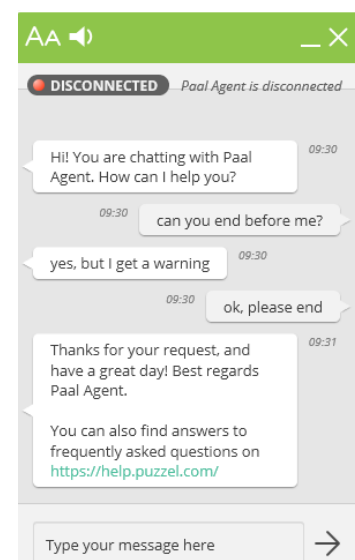 AA
DISCONNECTED Paal Agent is disconnected
Hi! You are chatting with Paal
Agent. How can I help you?
09:30
09:30
can you end before me?
yes, but I get a warning
09:30
09:30
ok, please end
Thanks for your request, and
have a great day! Best regards
Paal Agent.
09:31
You can also find answers to
frequently asked questions on
https://help.puzzel.com/
Type your message here